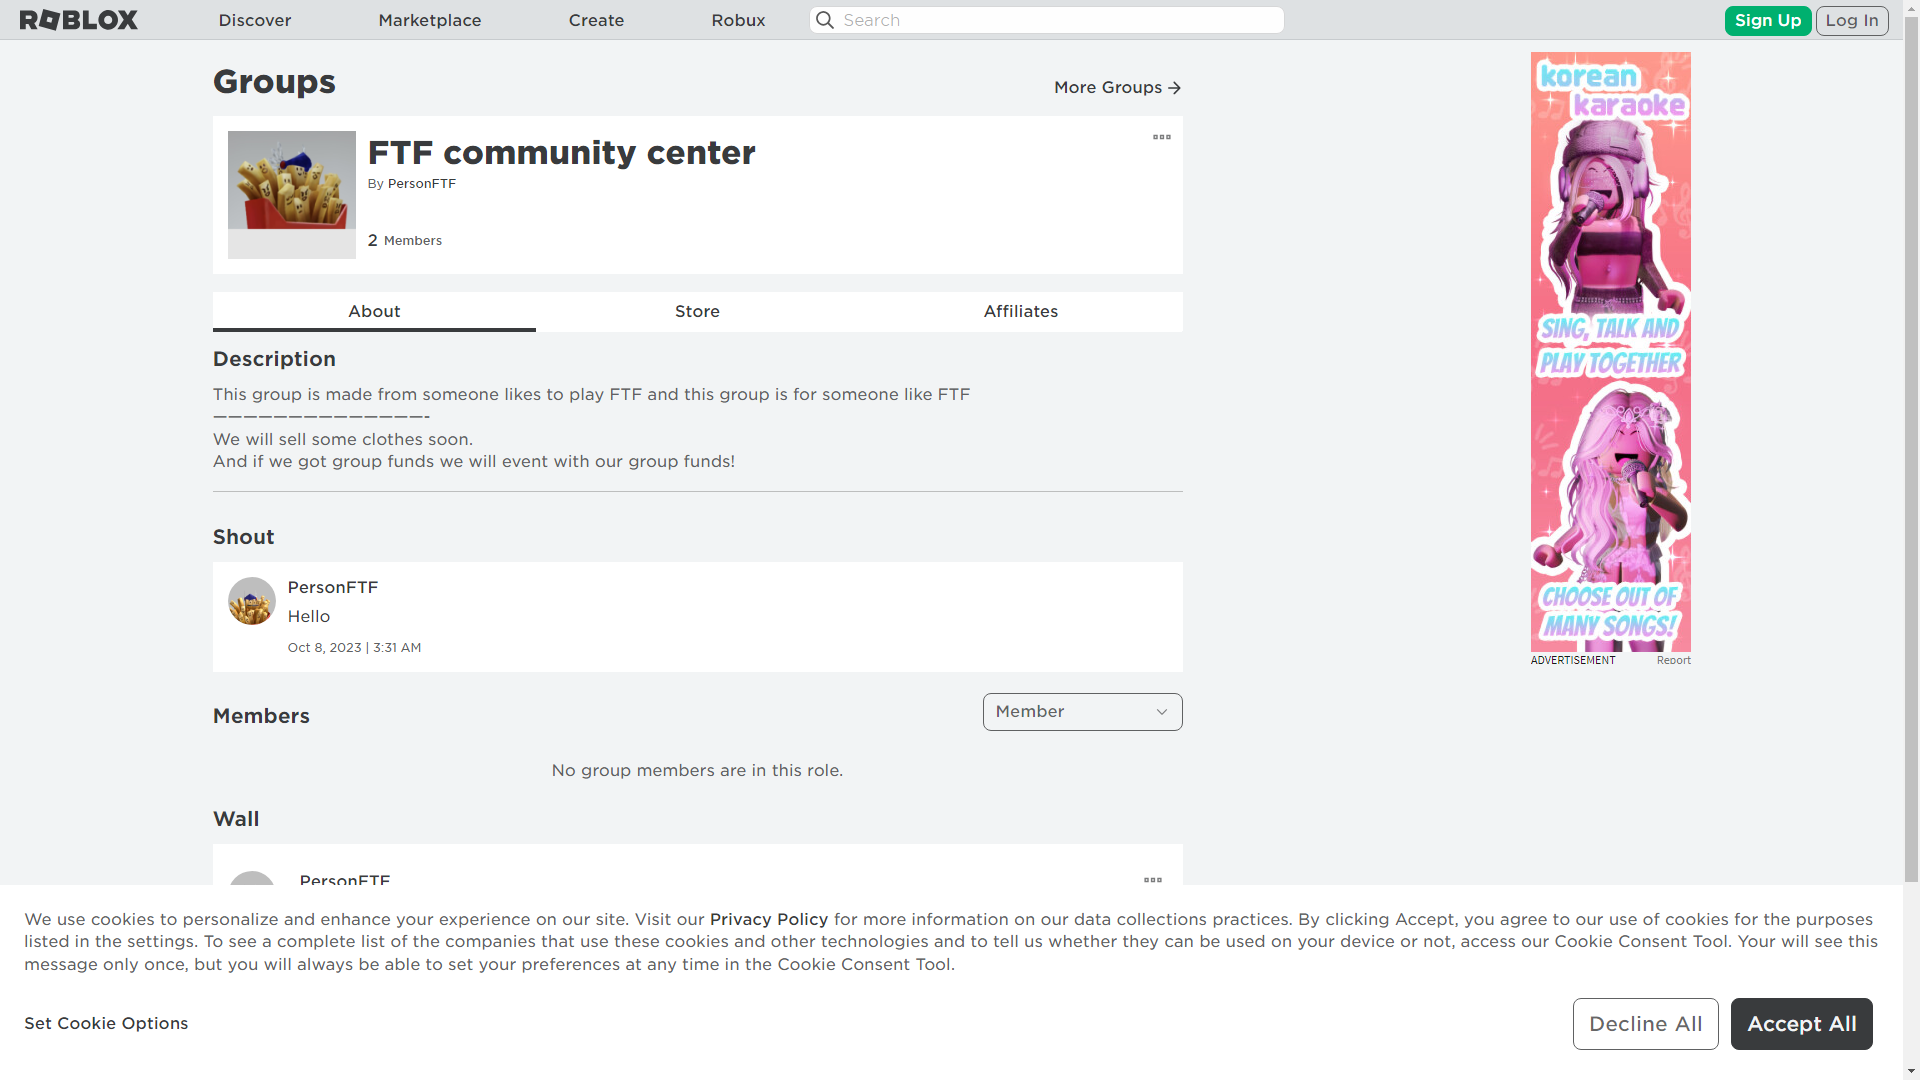 ROBLOX
Discover
Marketplace
Create
Robux
Search
Sign Up
Log In
Groups
More Groups
FTF community center
By PersonFTF
2 Members
About
Store
Affiliates
Description
This group is made from someone likes to play FTF and this group is for someone like FTF
——————————————-
We will sell some clothes soon.
And if we got group funds we will event with our group funds!
Shout
PersonFTF
Hello
Oct 8, 2023 | 3:31 AM
Members
Member
No group members are in this role.
Wall
PersonFTF
korean
karaoke
SING, TALK AND
PLAY TOGETHER
CHOOSE OUT OF
MANY SONGS!
ADVERTISEMENT
Report
We use cookies to personalize and enhance your experience on our site. Visit our Privacy Policy for more information on our data collections practices. By clicking Accept, you agree to our use of cookies for the purposes
listed in the settings. To see a complete list of the companies that use these cookies and other technologies and to tell us whether they can be used on your device or not, access our Cookie Consent Tool. Your will see this
message only once, but you will always be able to set your preferences at any time in the Cookie Consent Tool.
Set Cookie Options
Decline All
Accept All